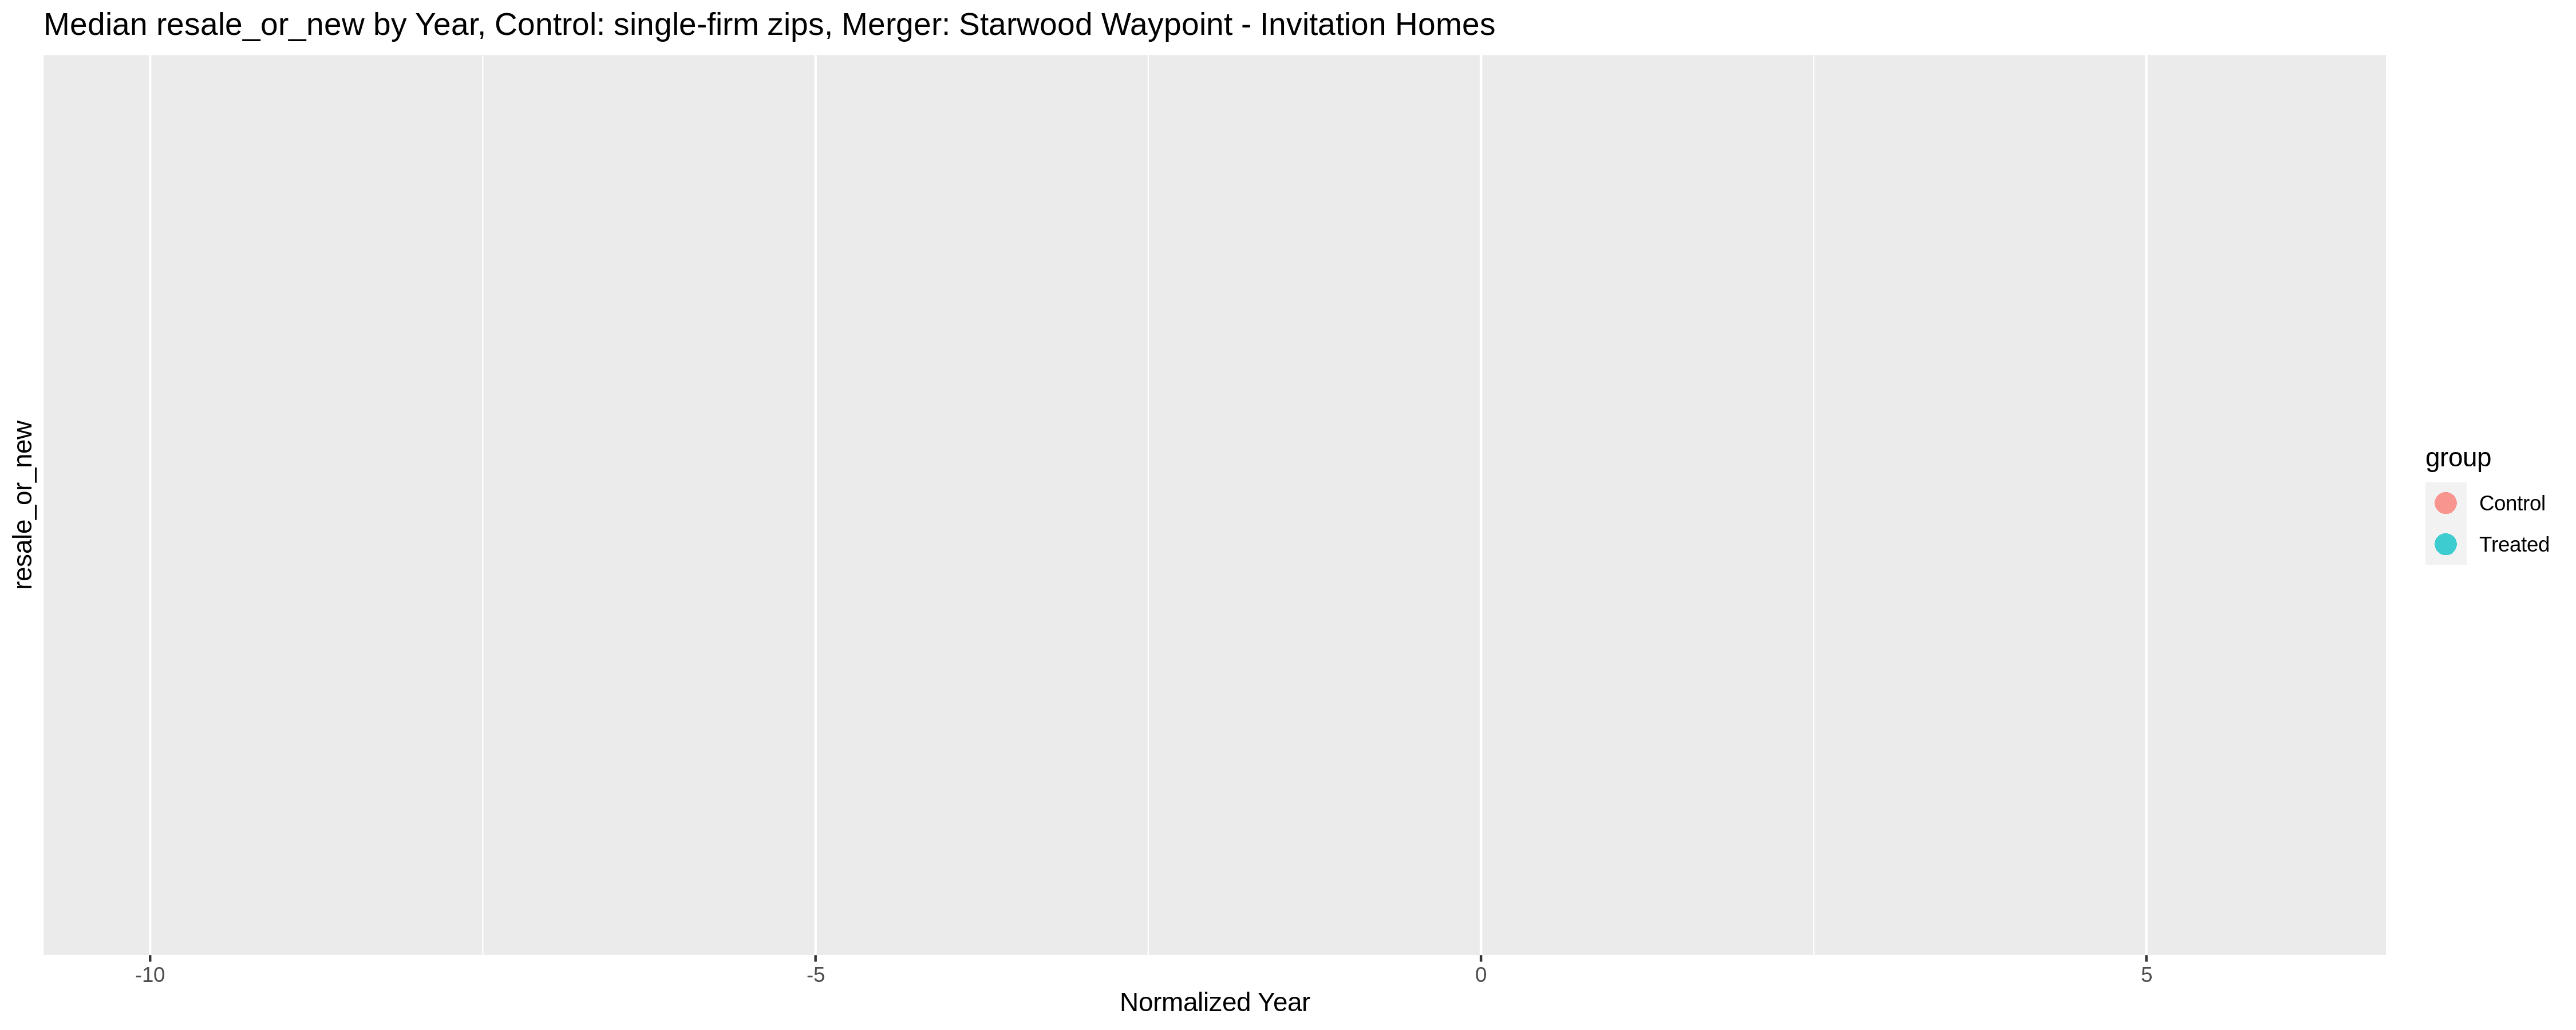 Median resale_or_new by Year, Control: single-firm zips, Merger: Starwood Waypoint - Invitation Homes
resale_or_new
group
Control
Treated
-10
-5
0
5
Normalized Year